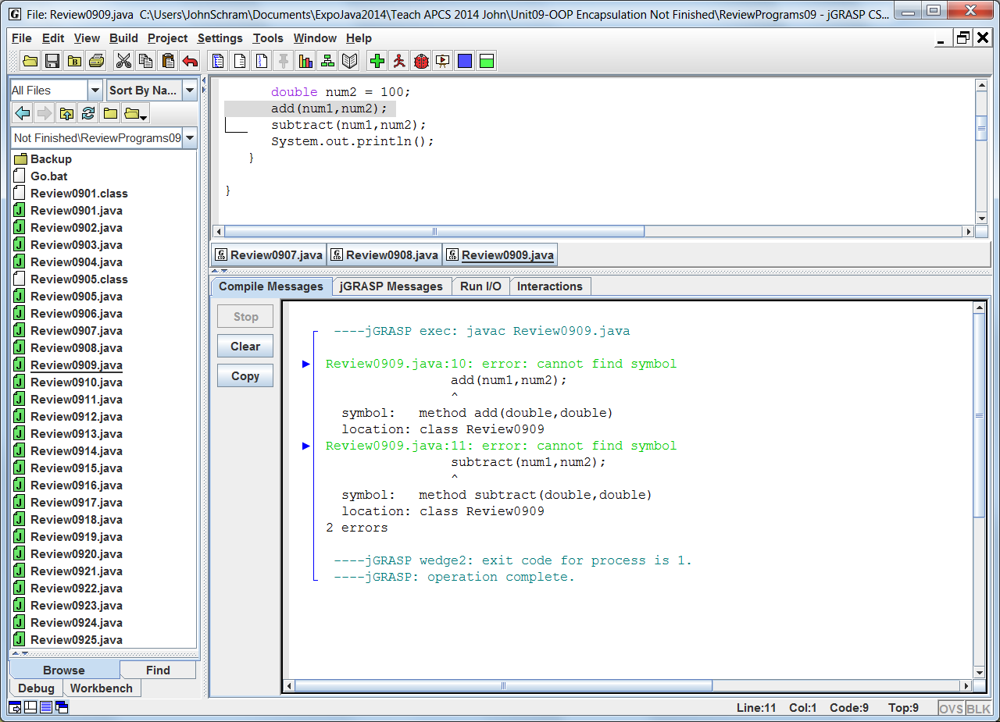 File: Review0909.java  C:\Users\JohnSchram\Documents\ExpoJava2014\Teach APCS 2014 John\Unit09-OOP Encapsulation Not Finished\ReviewPrograms09 - jGRASP CS...
File Edit View Build Project Settings Tools Window Help
All Files
Sort By Na...
Not Finished\ReviewPrograms09
Backup
Go.bat
Review0901.class
Review0901.java
Review0902.java
Review0903.java
Review0904.java
Review0905.class
Review0905.java
Review0906.java
Review0907.java
Review0908.java
Review0909.java
Review0910.java
Review0911.java
Review0912.java
Review0913.java
Review0914.java
Review0915.java
Review0916.java
Review0917.java
Review0918.java
Review0919.java
Review0920.java
Review0921.java
Review0922.java
Review0923.java
Review0924.java
Review0925.java
Browse Find
Debug Workbench
double num2 = 100;
add(num1,num2);
subtract(num1,num2);
System.out.println();
}
}
Review0907.java Review0908.java Review0909.java
Compile Messages jGRASP Messages Run I/O Interactions
Stop
Clear
Copy
----jGRASP exec: javac Review0909.java
Review0909.java:10: error: cannot find symbol
add(num1,num2);
^
symbol:   method add(double,double)
location: class Review0909
Review0909.java:11: error: cannot find symbol
subtract(num1,num2);
^
symbol:   method subtract(double,double)
location: class Review0909
2 errors
----jGRASP wedge2: exit code for process is 1.
----jGRASP: operation complete.
Line:11 Col:1 Code:9 Top:9 OVS BLK